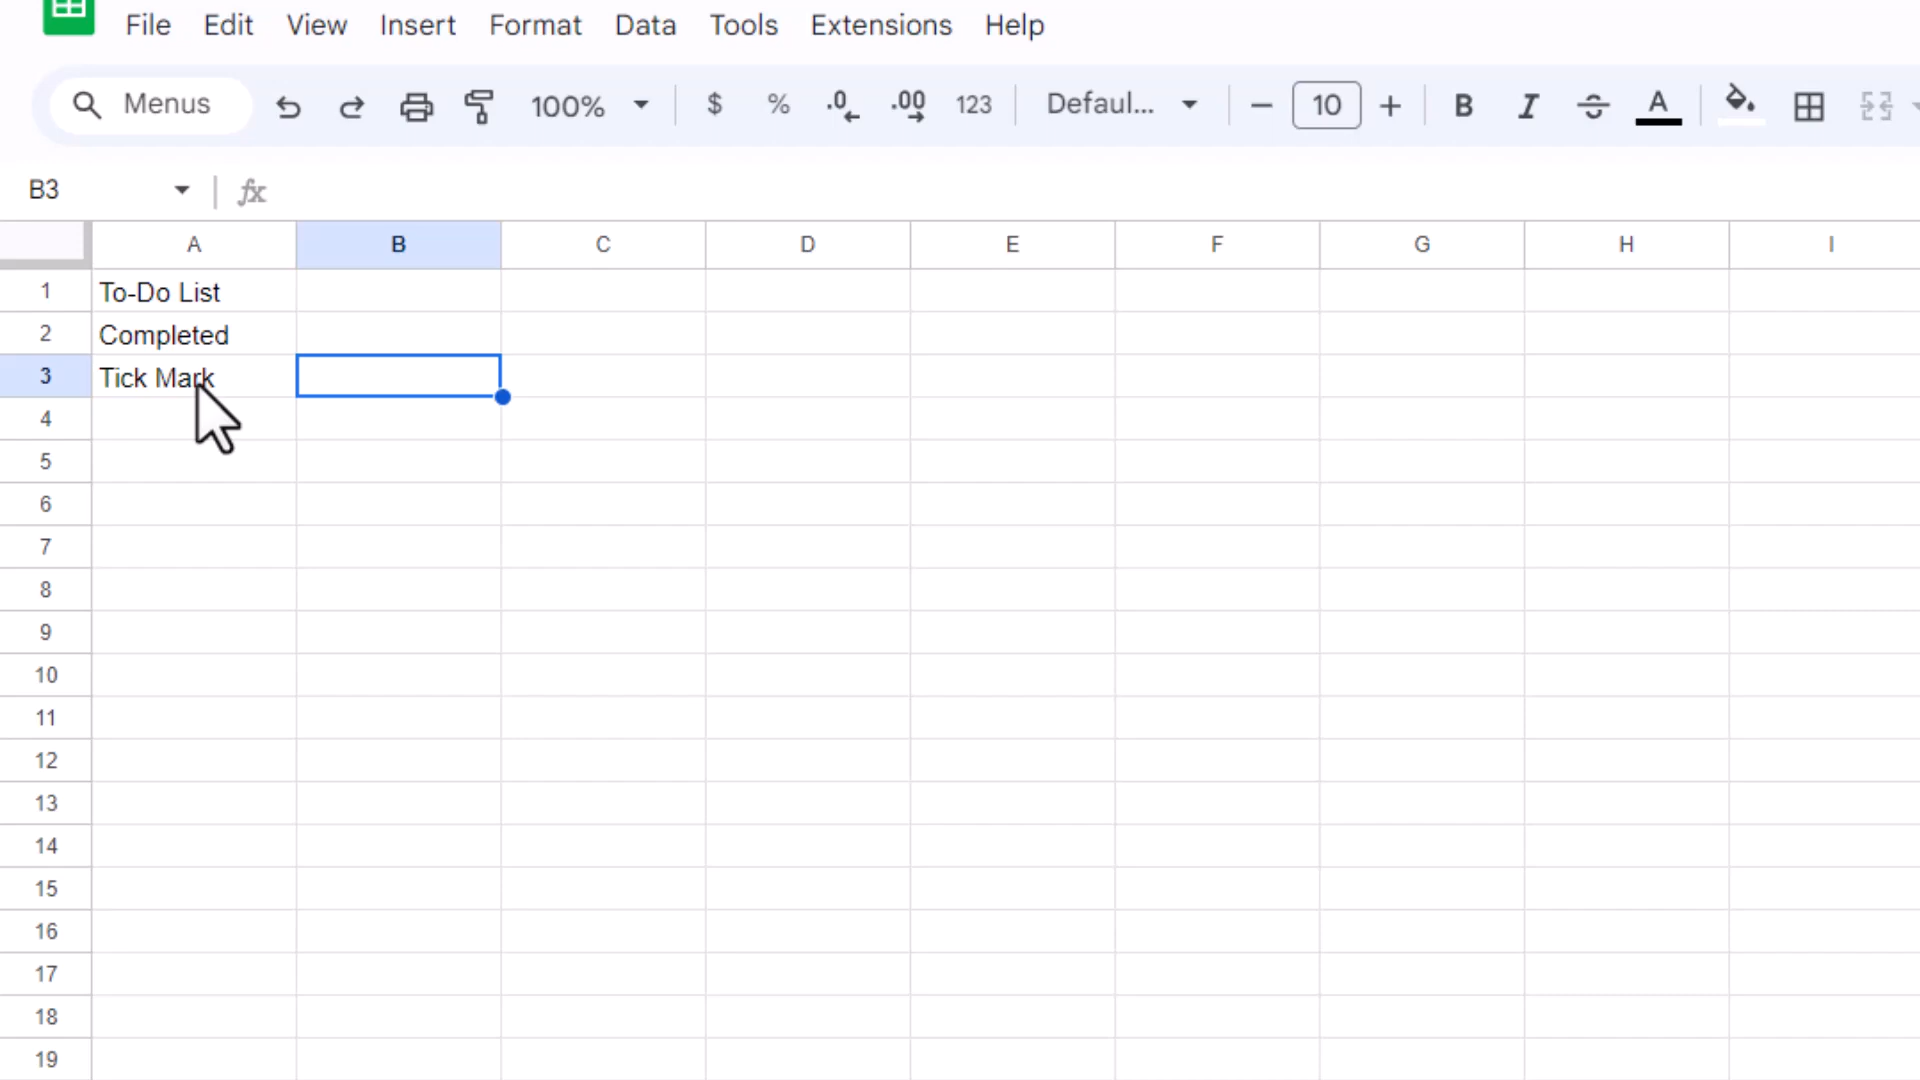 File Edit View Insert Format Data Tools Extensions Help
Menus 100% $ % .0 .00 123 Defaul... 10 B I A
B3 fx
A B C D E F G H I
1 To-Do List
2 Completed
3 Tick Mark
4
5
6
7
8
9
10
11
12
13
14
15
16
17
18
19